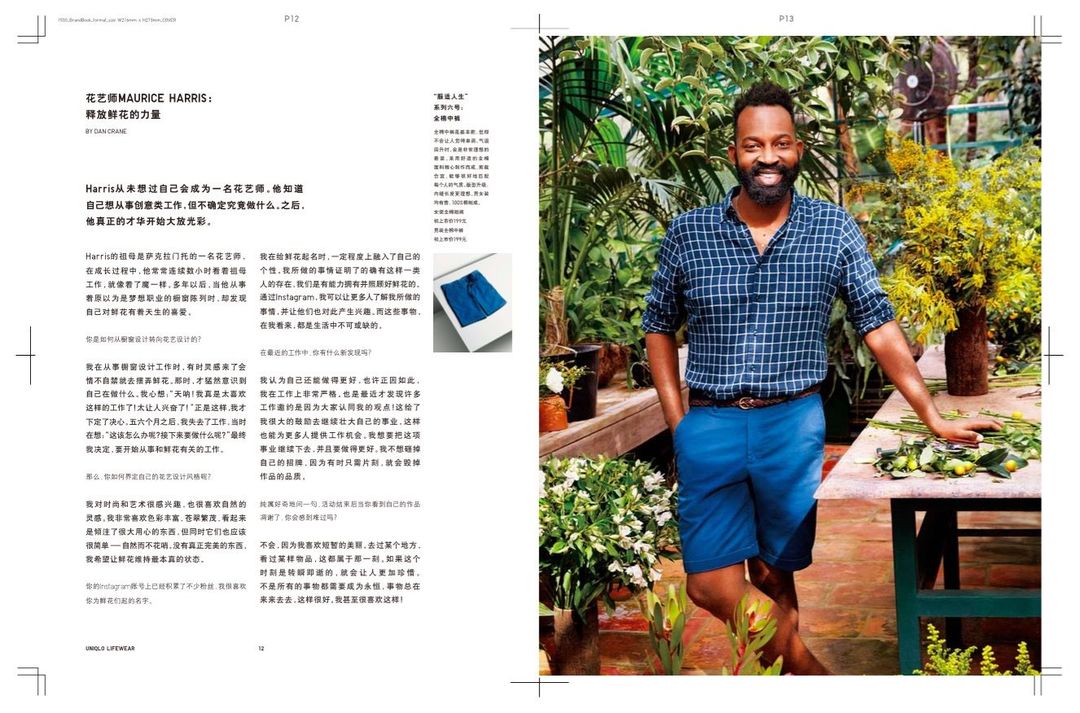 P12
P13
花艺师MAURICE HARRIS：
释放鲜花的力量
BY DAN CRANE
Harris从未想过自己会成为一名花艺师。他知道
自己想从事创意类工作，但不确定究竟做什么。之后，
他真正的才华开始大放光彩。
Harris的祖母是萨克拉门托的一名花艺师，
在成长过程中，他常常连续数小时看着祖母
工作，就像着了魔一样，多年以后，当他从事
着原以为是梦想职业的橱窗陈列时，却发现
自己对鲜花有着天生的喜爱。
你是如何从橱窗设计转向花艺设计的？
我在从事橱窗设计工作时，有时灵感来了会
情不自禁就去摆弄鲜花。那时，才猛然意识到
自己在做什么。我心想：“天呐！我真是太喜欢
这样的工作了！太让人兴奋了！”正是这样，我才
下定了决心，五六个月之后，我失去了工作，当时
在想：“这该怎么办呢？接下来要做什么呢？”最终
我决定，要开始从事和鲜花有关的工作。
那么，你如何界定自己的花艺设计风格呢？
我对时尚和艺术很感兴趣，也很喜欢自然的
灵感，我非常喜欢色彩丰富，苍翠繁茂，看起来
是倾注了很大用心的东西，但同时它们也应该
很简单——自然而不花哨。没有真正完美的东西，
我希望让鲜花维持最本真的状态。
你的Instagram账号上已经积累了不少粉丝，我很喜欢
你为鲜花们起的名字。
我在给鲜花起名时，一定程度上融入了自己的
个性，我所做的事情证明了的确有这样一类
人的存在，我们是有能力拥有并照顾好鲜花的。
通过Instagram，我可以让更多人了解我所做的
事情，并让他们也对此产生兴趣。而这些事物，
在我看来，都是生活中不可或缺的。
在最近的工作中，你有什么新发现吗？
我认为自己还能做得更好，也许正因如此，
我在工作上非常严格，也是最近才发现许多
工作邀约是因为大家认同我的观点！这给了
我很大的鼓励去继续壮大自己的事业，这样
也能为更多人提供工作机会。我想要把这项
事业继续下去，并且要做得更好。我不想砸掉
自己的招牌，因为有时只需片刻，就会毁掉
作品的品质。
纯属好奇地问一句，活动结束后当你看到自己的作品
凋谢了，你会感到难过吗？
不会，因为我喜欢短暂的美丽。去过某个地方，
看过某样物品，这都属于那一刻。如果这个
时刻是转瞬即逝的，就会让人更加珍惜。
不是所有的事物都需要成为永恒，事物总在
来来去去，这样很好，我甚至很喜欢这样！
“服适人生”
系列六号：
全棉中裤
男装全棉中裤
初上市价199元
UNIQLO LIFEWEAR
12